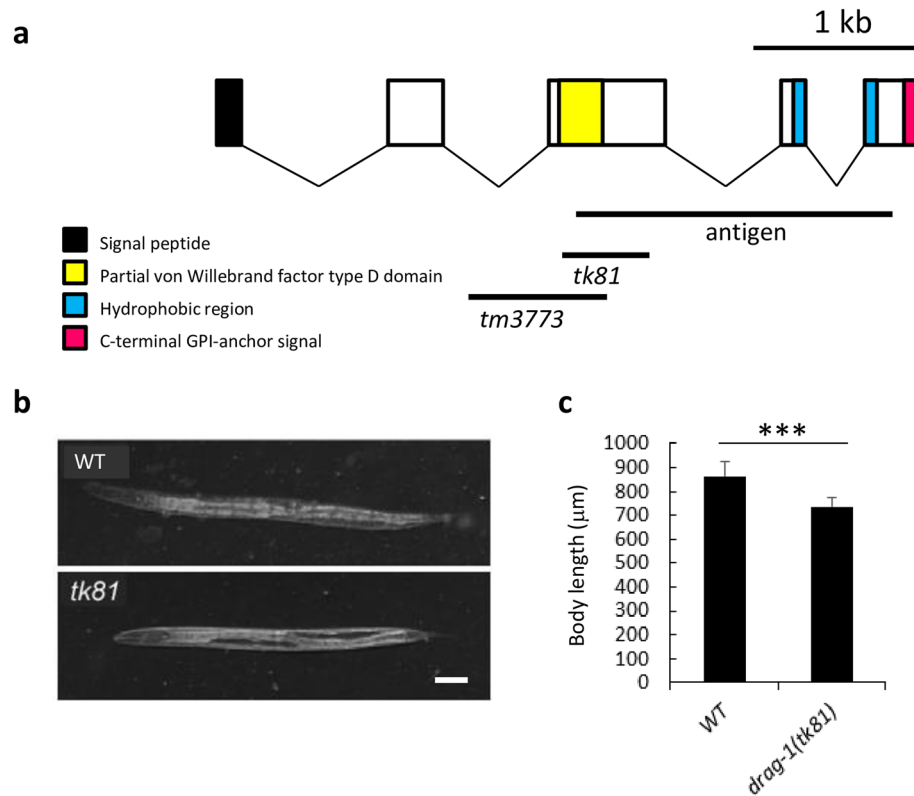 a
1 kb
antigen
tk81
tm3773
Signal peptide
Partial von Willebrand factor type D domain
Hydrophobic region
C-terminal GPI-anchor signal
b
WT
tk81
c
***
Body length (μm)
1000
900
800
700
600
500
400
300
200
100
0
WT
drag-1(tk81)